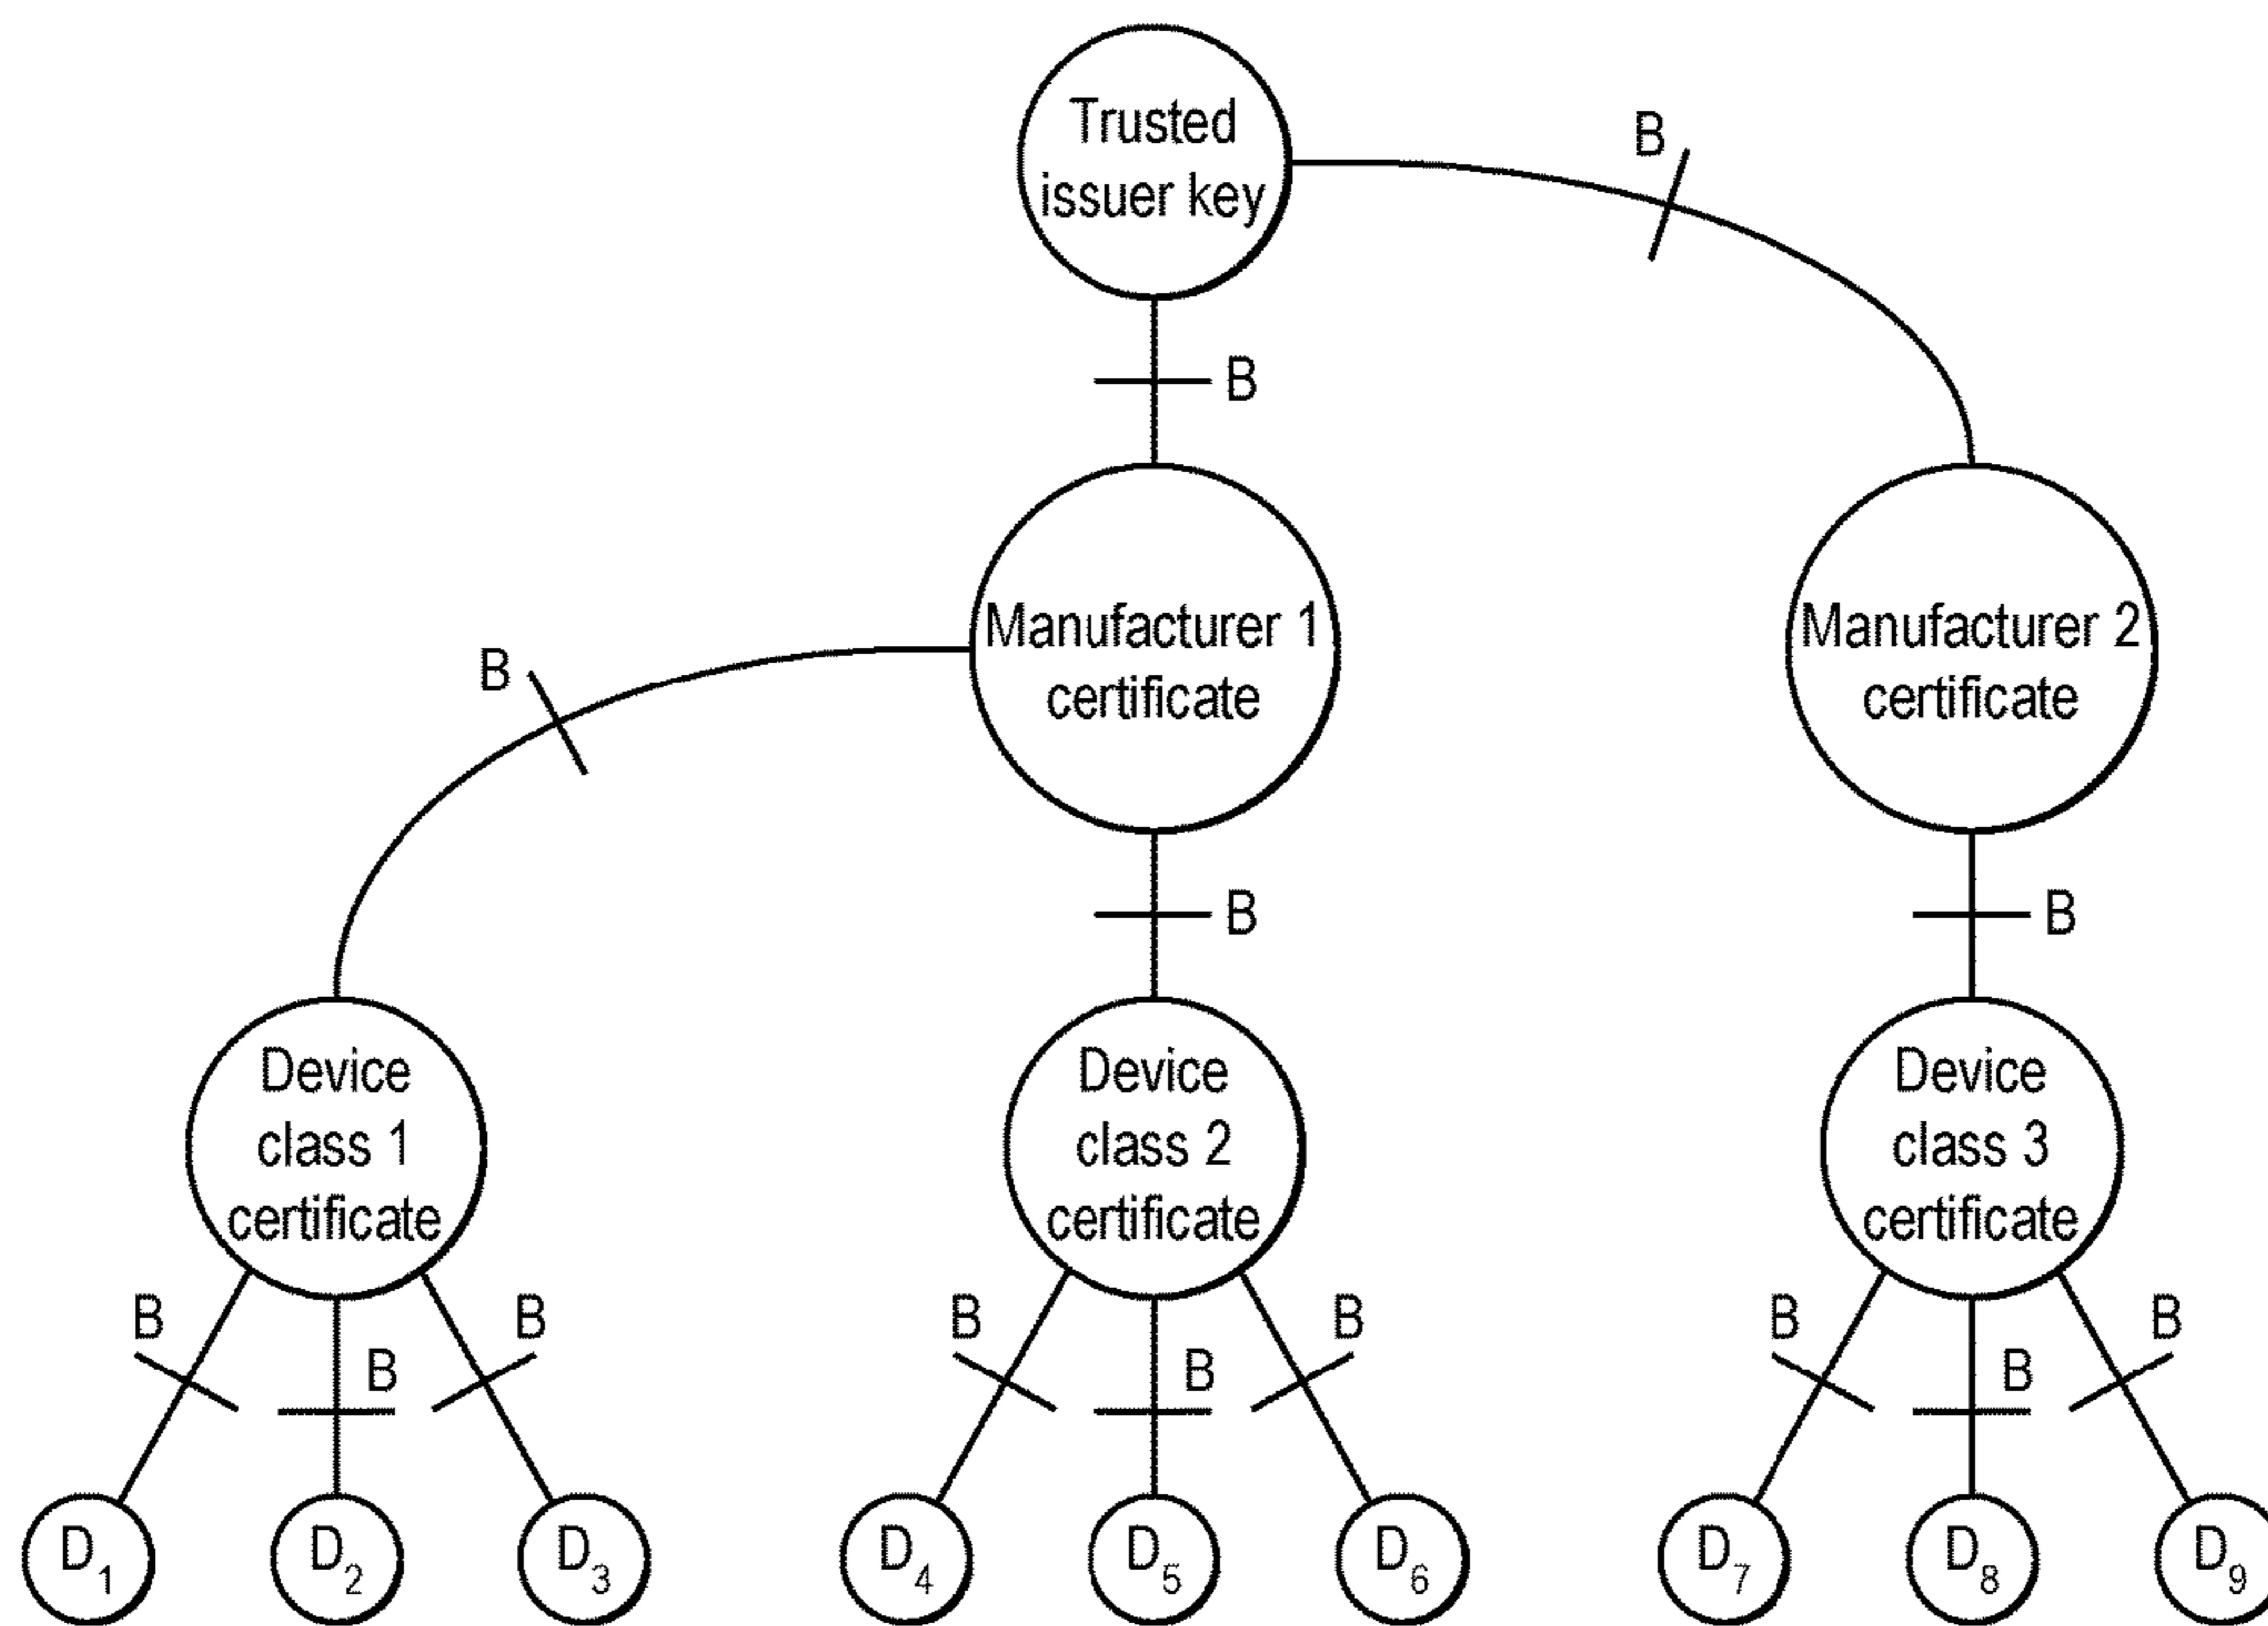 Trusted
issuer key
B
B
Manufacturer 1
certificate
Manufacturer 2
certificate
B
B
B
Device
class 1
certificate
Device
class 2
certificate
Device
class 3
certificate
B
B
B
B
B
B
B
B
B
D1
D2
D3
D4
D5
D6
D7
D8
D9